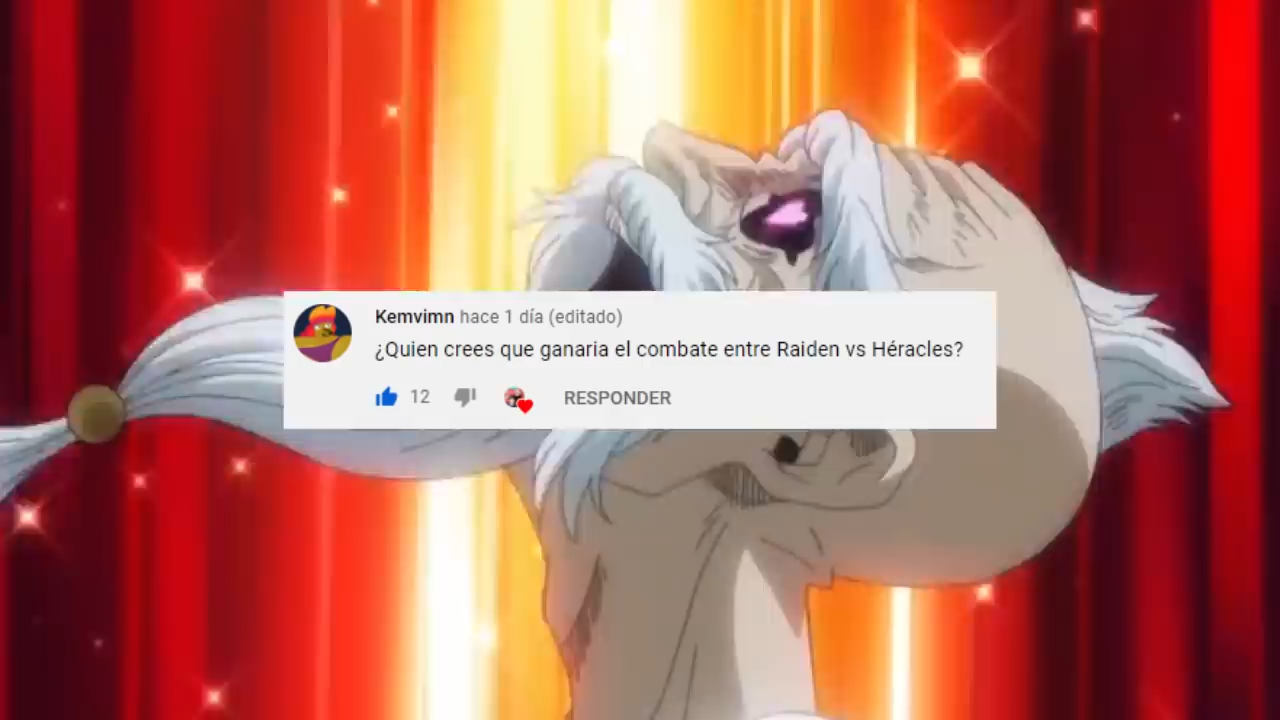 Kemvimn hace 1 día (editado)
¿Quien crees que ganaria el combate entre Raiden vs Héracles?
12 RESPONDER